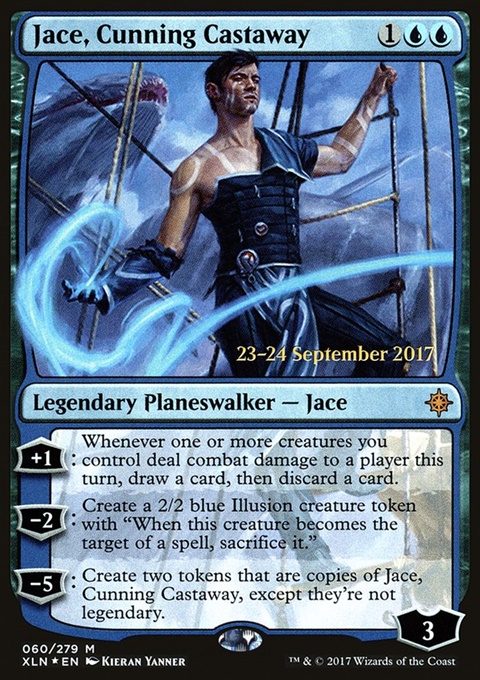 Jace, Cunning Castaway 1
23–24 September 2017
Legendary Planeswalker — Jace
+1: Whenever one or more creatures you
control deal combat damage to a player this
turn, draw a card, then discard a card.
-2: Create a 2/2 blue Illusion creature token
with “When this creature becomes the
target of a spell, sacrifice it.”
-5: Create two tokens that are copies of Jace,
Cunning Castaway, except they're not
legendary.
3
060/279 M
XLN★EN Kieran Yanner
™ & © 2017 Wizards of the Coast